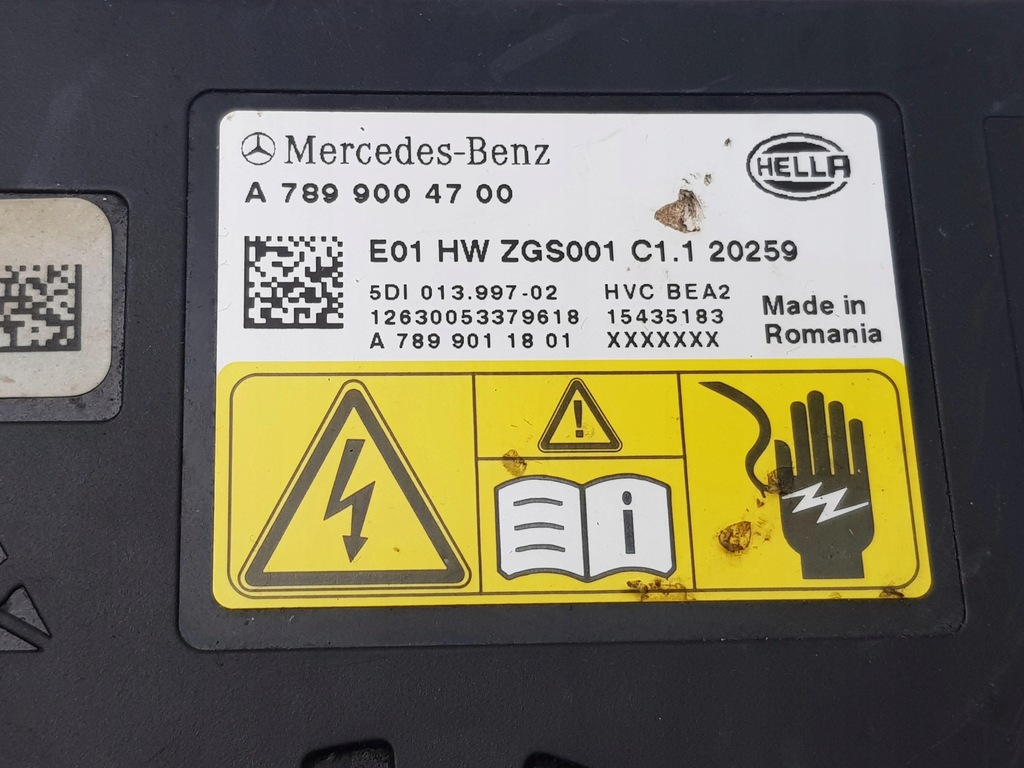 Mercedes-Benz
HELLA
A 789 900 47 00
E01 HW ZGS001 C1.1 20259
5DI 013.997-02 HVC BEA2
12630053379618 15435183
A 789 901 18 01 XXXXXXX
Made in
Romania
!
i